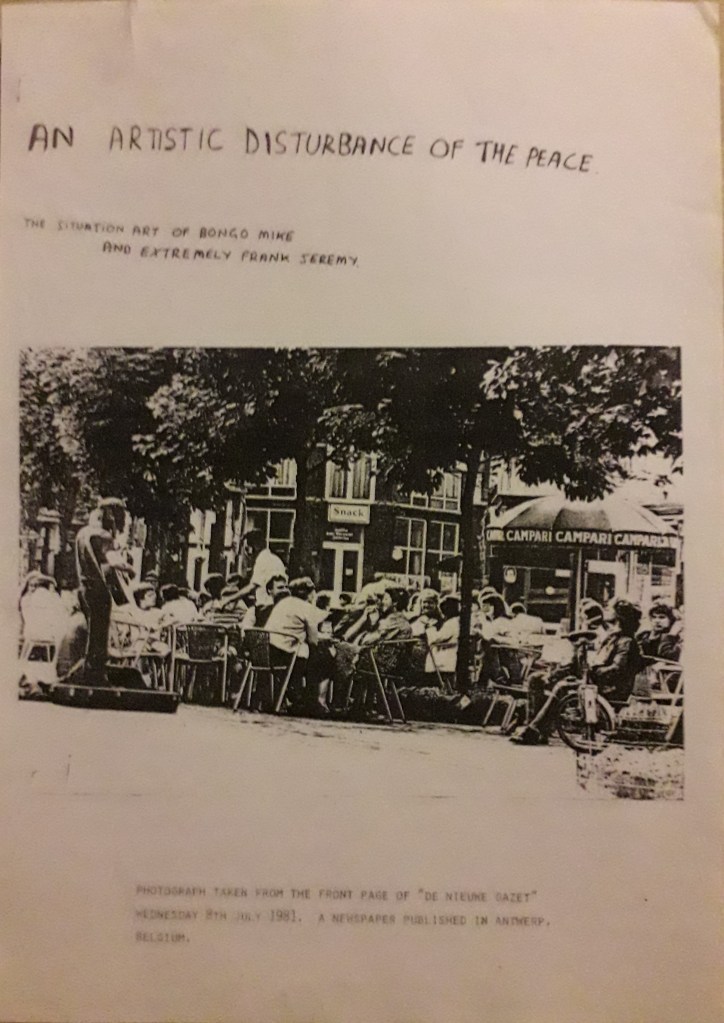 AN ARTISTIC DISTURBANCE OF THE PEACE.
THE SITUATION ART OF BONGO MIKE
AND EXTREMELY FRANK JEREMY.
Snack
CAMPARI CAMPARI CAMPARI
PHOTOGRAPH TAKEN FROM THE FRONT PAGE OF "DE NIEUWE GAZET"
WEDNESDAY 8TH JULY 1981. A NEWSPAPER PUBLISHED IN ANTWERP,
BELGIUM.